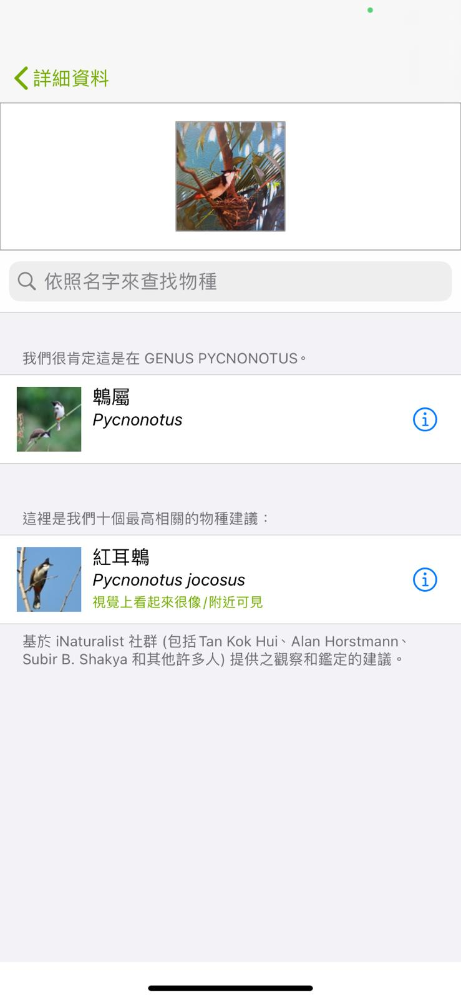 詳細資料
依照名字來查找物種
我們很肯定這是在 GENUS PYCNONOTUS。
鵯屬
Pycnonotus
這裡是我們十個最高相關的物種建議：
紅耳鵯
Pycnonotus jocosus
視覺上看起來很像/附近可見
基於 iNaturalist 社群 (包括 Tan Kok Hui、Alan Horstmann、
Subir B. Shakya 和其他許多人) 提供之觀察和鑑定的建議。